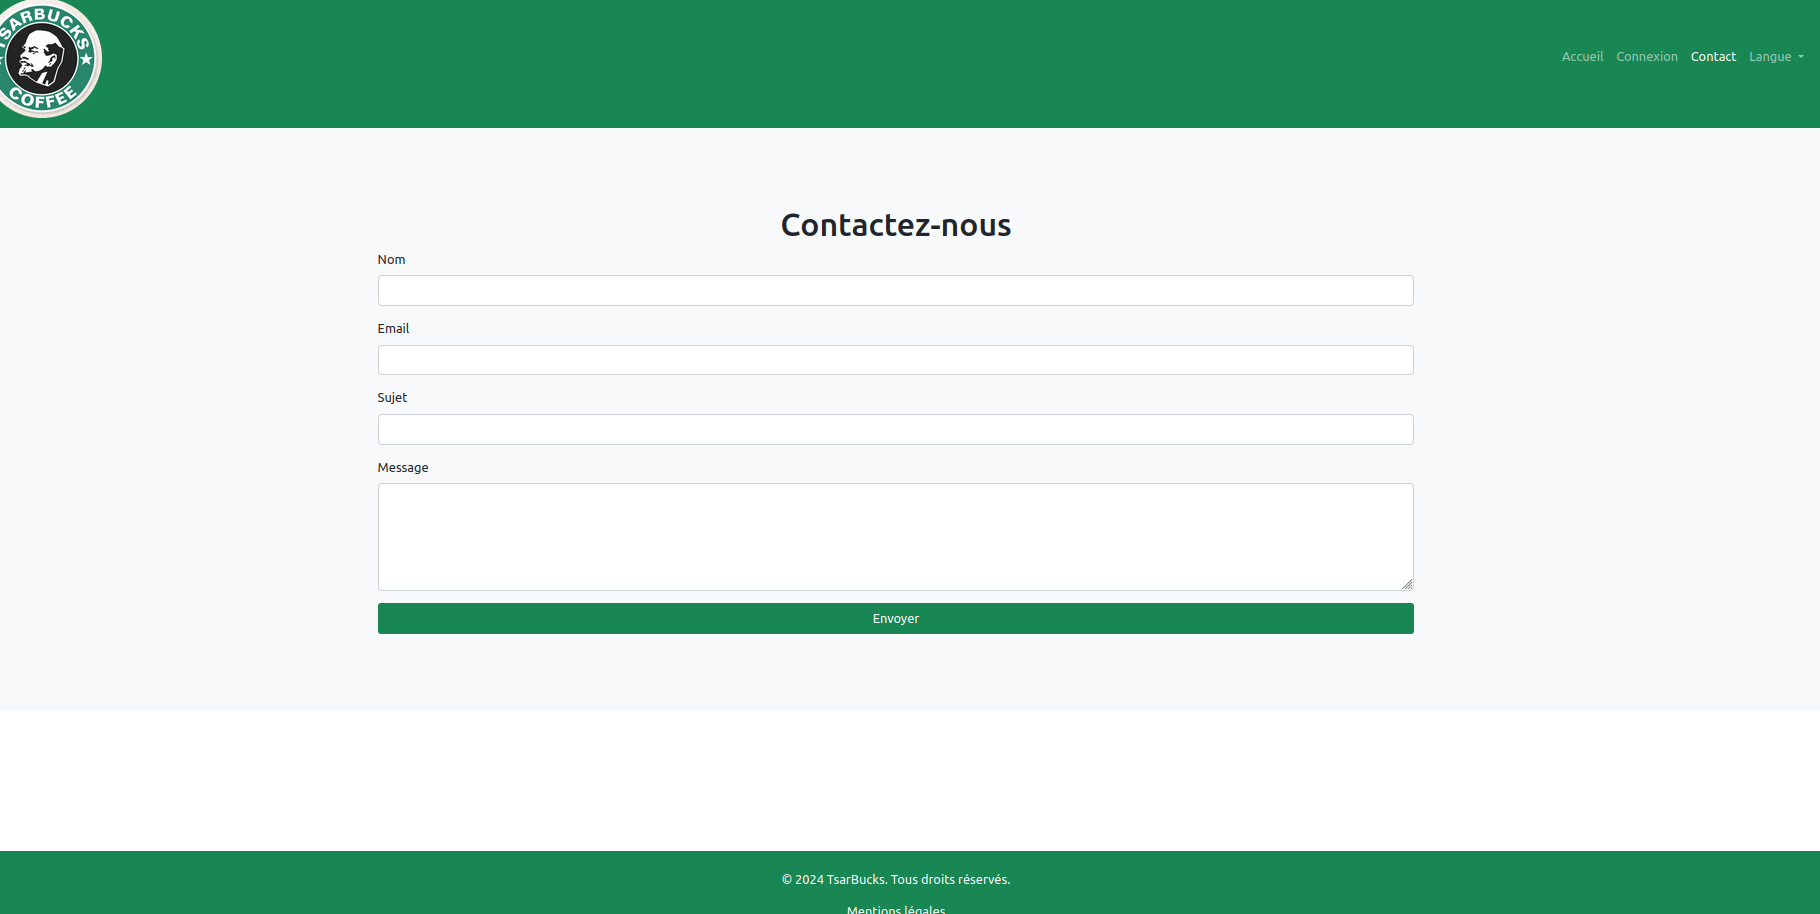 TSARBUCKS
COFFEE
Accueil Connexion Contact Langue
Contactez-nous
Nom
Email
Sujet
Message
Envoyer
© 2024 TsarBucks. Tous droits réservés.
Mentions légales